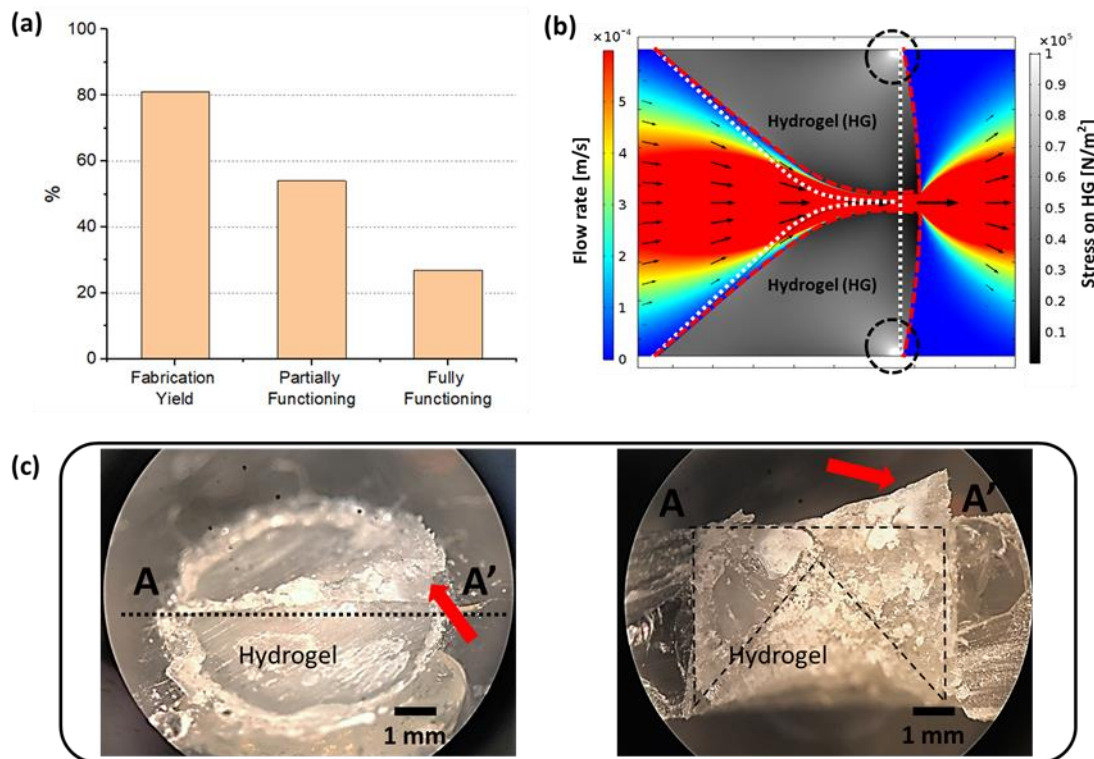 (a)
100
80
60
40
20
0
%
Fabrication
Yield
Partially
Functioning
Fully
Functioning
(b)
×10⁻⁴
5
4
3
2
1
0
Flow rate [m/s]
Hydrogel (HG)
Hydrogel (HG)
×10⁵
1
0.9
0.8
0.7
0.6
0.5
0.4
0.3
0.2
0.1
Stress on HG [N/m²]
(c)
A
A'
Hydrogel
1 mm
A
A'
Hydrogel
1 mm